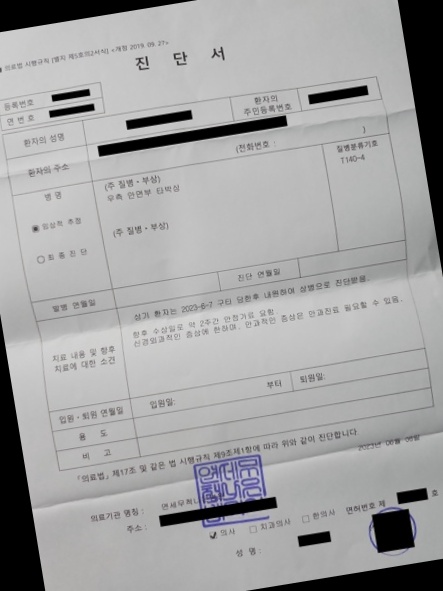 의료법 시행규칙 [별지 제5호의2서식] <개정 2019. 09. 27>
진 단 서
등록번호
연 번 호
환자의 성명
환자의 주민등록번호
환자의 주소
(전화번호 : )
병 명
임상적 추정
최 종 진 단
(주 질병·부상)
우측 안면부 타박상
(주 질병·부상)
질병분류기호
T140-4
발병 연월일
진단 연월일
치료 내용 및 향후
치료에 대한 소견
상기 환자는 2023-6-7 구타 당한후 내원하여 상병으로 진단받음.
향후 수상일로 약 2주간 안정가료 요함.
신경외과적인 증상에 한하며, 안과적인 증상은 안과진료 필요할 수 있음.
입원·퇴원 연월일
입원일:
부터
퇴원일:
용 도
비 고
「의료법」 제17조 및 같은 법 시행규칙 제9조제1항에 따라 위와 같이 진단합니다
2023년 06월
의료기관 명칭 :
주소 :
의사
치과의사
한의사
면허번호 제
호
성 명 :